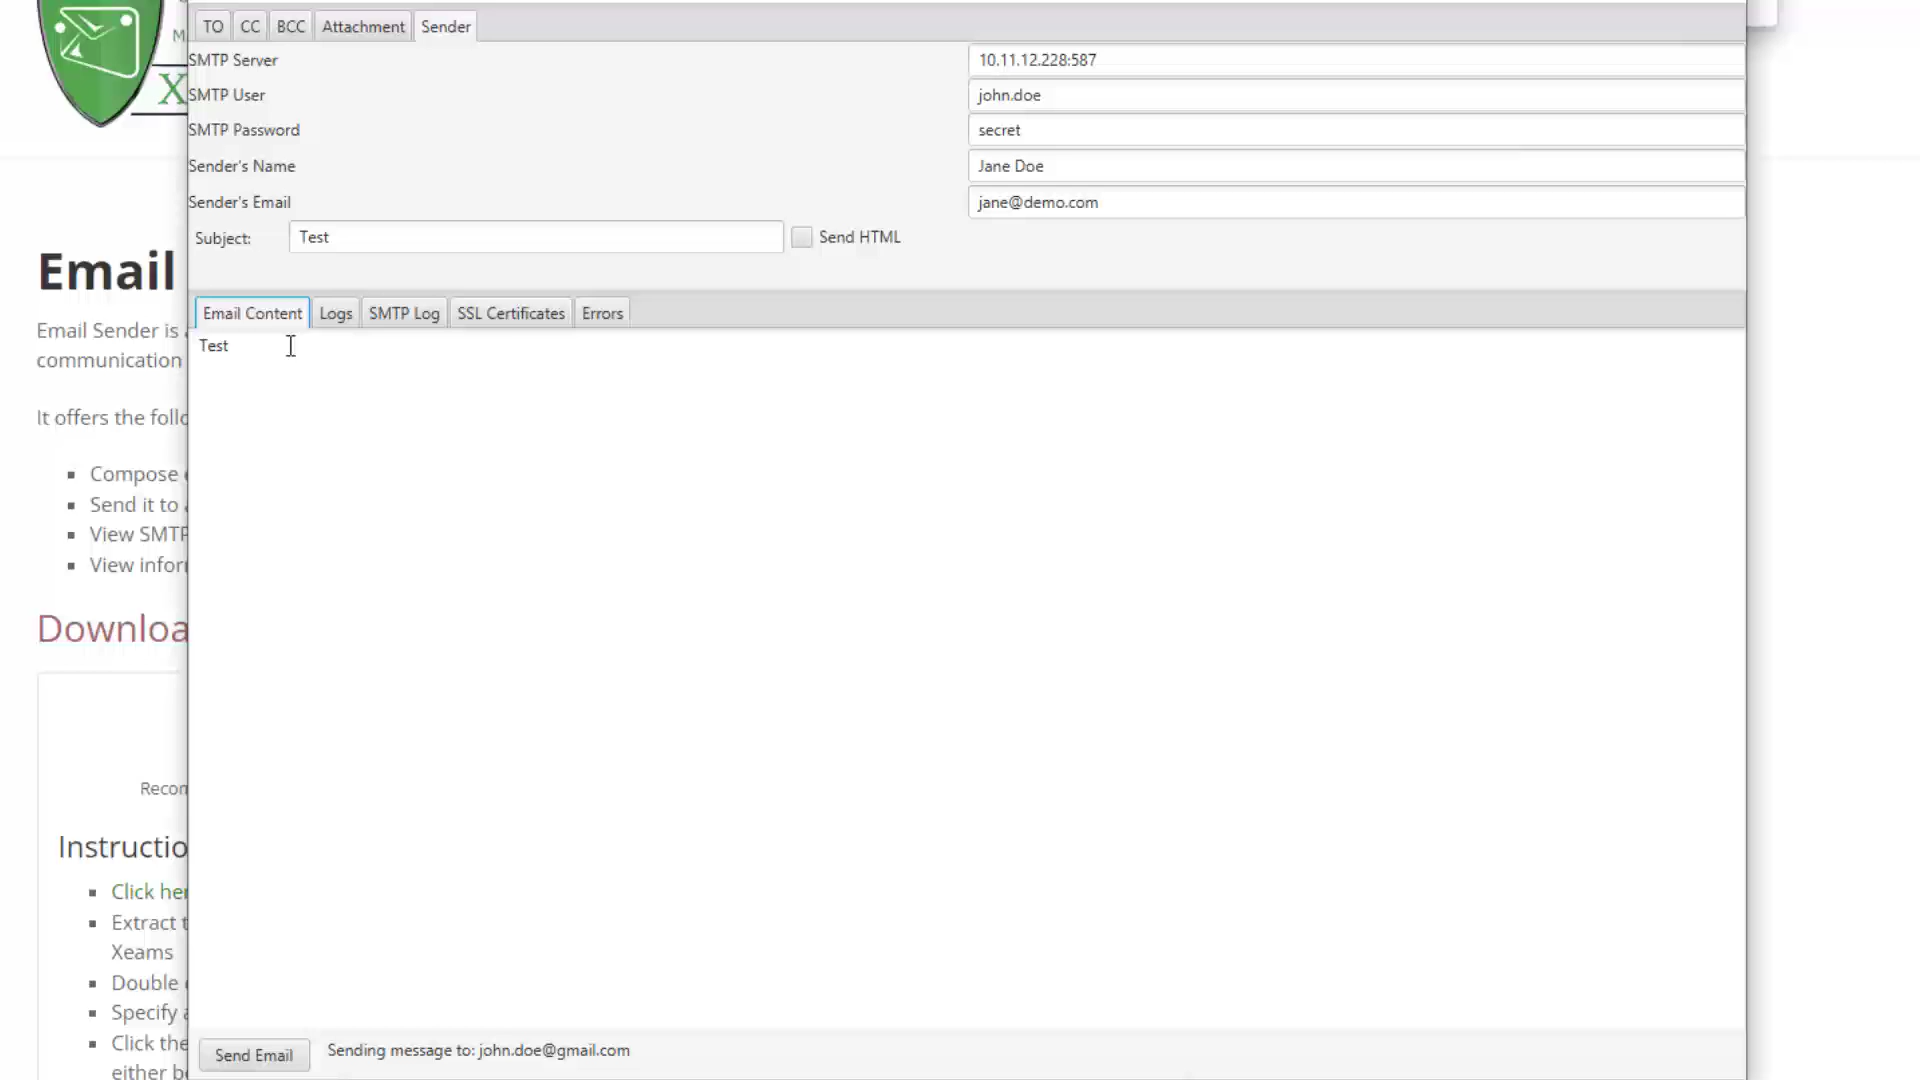 TO CC BCC Attachment Sender
M
X
SMTP Server 10.11.12.228:587
SMTP User john.doe
SMTP Password secret
Sender's Name Jane Doe
Sender's Email jane@demo.com
Subject: Test Send HTML
Email Content Logs SMTP Log SSL Certificates Errors
Test
Email
Email Sender is
communication
It offers the follo
Compose
Send it to
View SMTP
View inforr
Downloa
Recom
Instructio
Click her
Extract t
Xeams
Double
Specify a
Click the
either be
Send Email Sending message to: john.doe@gmail.com